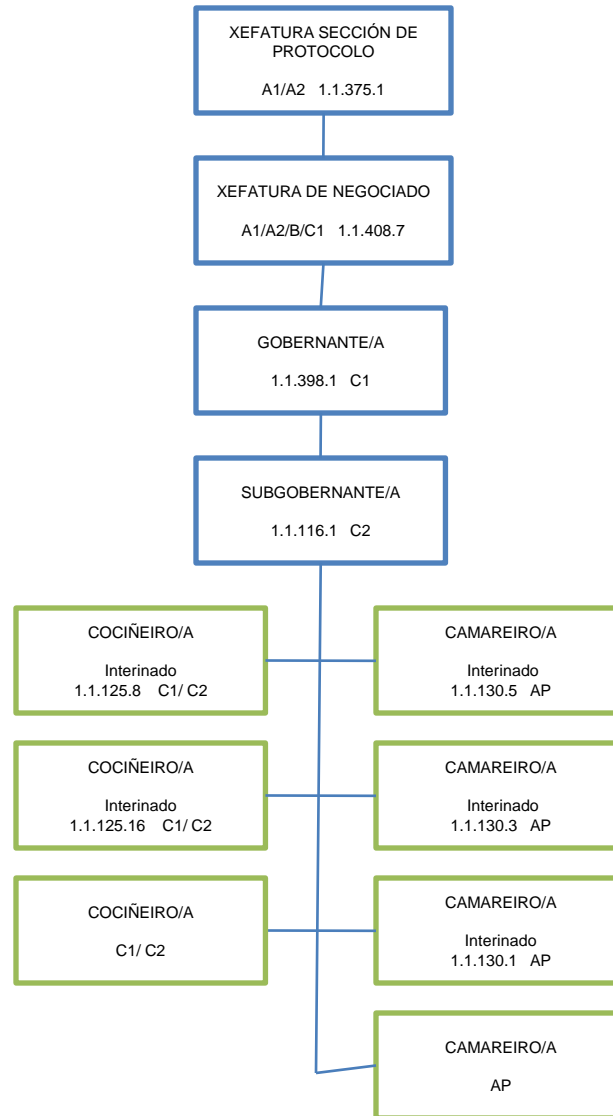 XEFATURA SECCIÓN DE
PROTOCOLO
A1/A2 1.1.375.1
XEFATURA DE NEGOCIADO
A1/A2/B/C1 1.1.408.7
GOBERNANTE/A
1.1.398.1 C1
SUBGOBERNANTE/A
1.1.116.1 C2
COCIÑEIRO/A
Interinado
1.1.125.8 C1/ C2
CAMAREIRO/A
Interinado
1.1.130.5 AP
COCIÑEIRO/A
Interinado
1.1.125.16 C1/ C2
CAMAREIRO/A
Interinado
1.1.130.3 AP
COCIÑEIRO/A
C1/ C2
CAMAREIRO/A
Interinado
1.1.130.1 AP
CAMAREIRO/A
AP